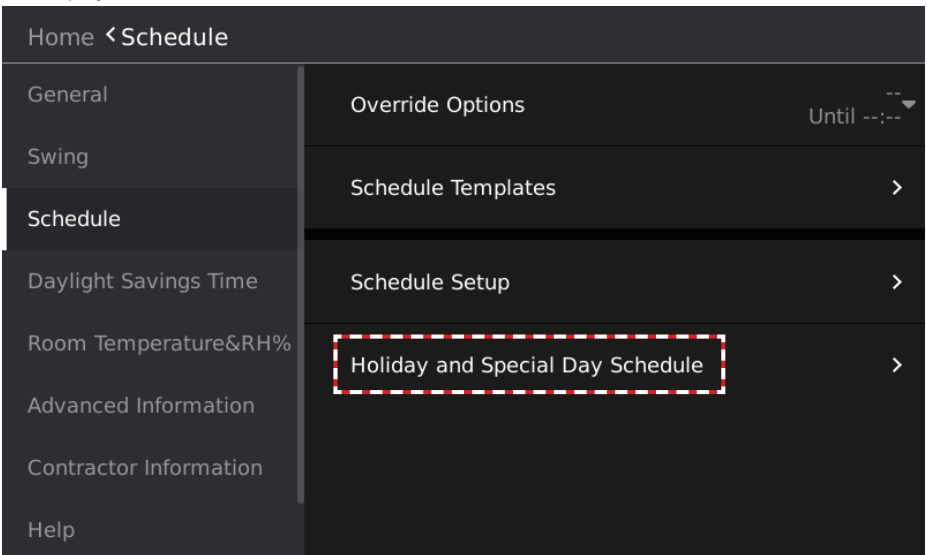 Home < Schedule
General
Swing
Schedule
Daylight Savings Time
Room Temperature&RH%
Advanced Information
Contractor Information
Help
Override Options
--
Until --:--
Schedule Templates
Schedule Setup
Holiday and Special Day Schedule